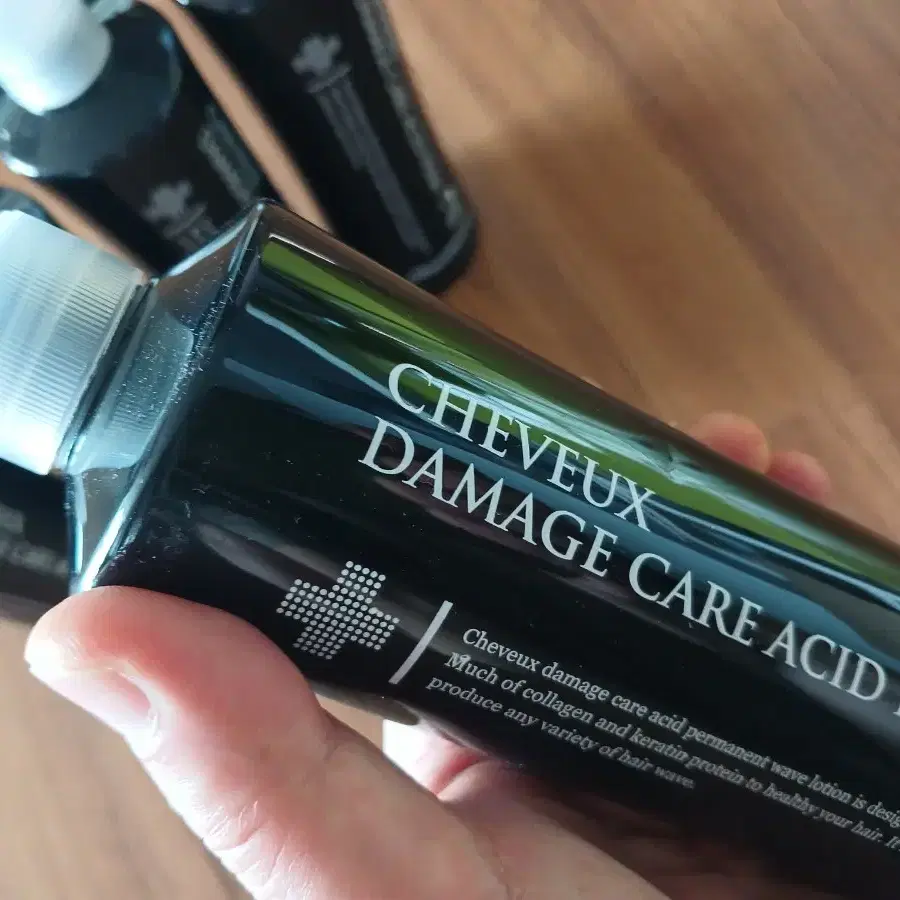 CHEVEUX
DAMAGE CARE ACID
Cheveux damage care acid permanent wave lotion is
Much of collagen and keratin protein to healthy your hair.
produce any variety of hair wave.